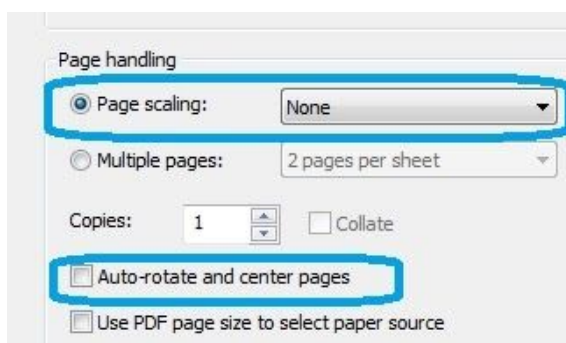 Page handling
Page scaling: None
Multiple pages: 2 pages per sheet
Copies: 1 Collate
Auto-rotate and center pages
Use PDF page size to select paper source